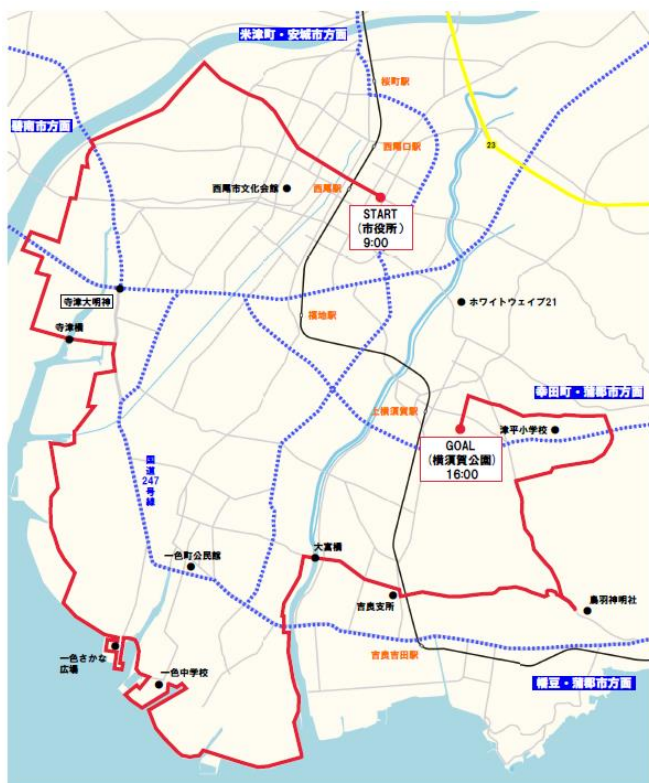 米津町・安城市方面
桜町駅
碧南市方面
23
西尾口駅
西尾市文化会館
西尾駅
START
(市役所)
9:00
寺津大明神
ホワイトウェイブ21
福地駅
寺津橋
幸田町・蒲郡市方面
上横須賀駅
津平小学校
GOAL
(横須賀公園)
16:00
国道
247
号線
大富橋
一色町公民館
吉良支所
鳥羽神明社
一色さかな
広場
吉良吉田駅
一色中学校
幡豆・蒲郡市方面